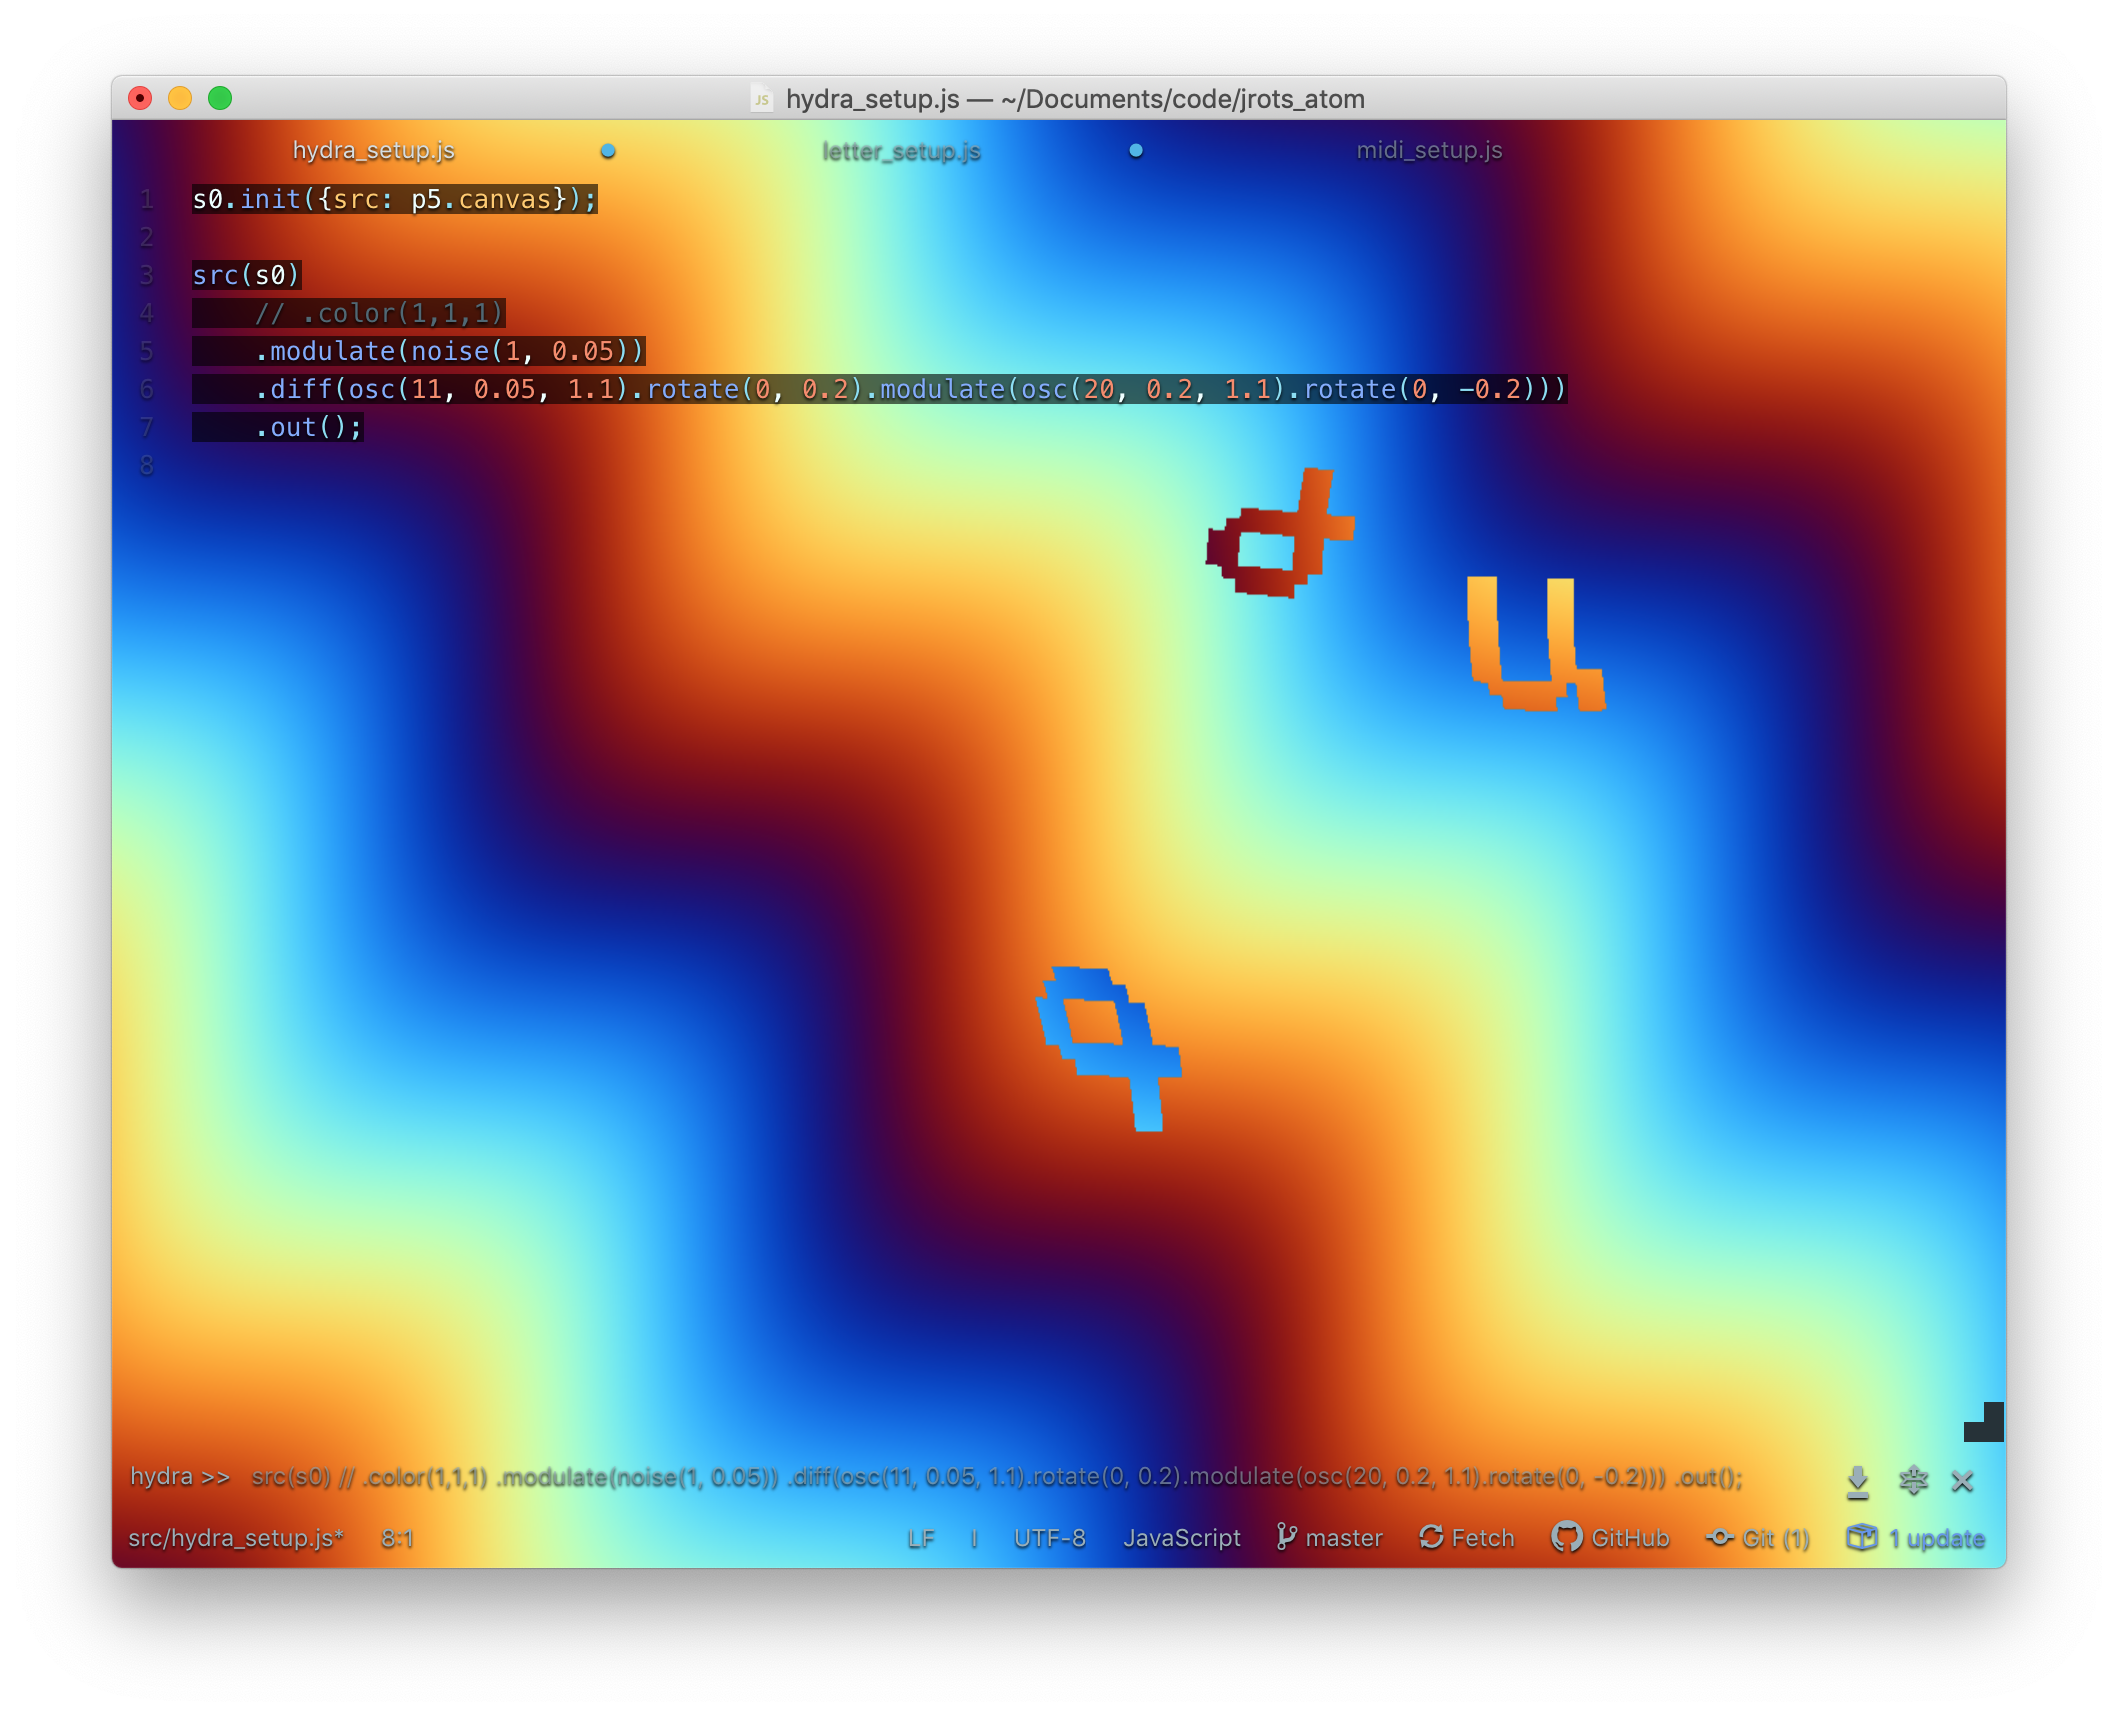 hydra_setup.js — ~/Documents/code/jrots_atom
hydra_setup.js letter_setup.js midi_setup.js
1 s0.init({src: p5.canvas});
2
3 src(s0)
4 // .color(1,1,1)
5 .modulate(noise(1, 0.05))
6 .diff(osc(11, 0.05, 1.1).rotate(0, 0.2).modulate(osc(20, 0.2, 1.1).rotate(0, -0.2)))
7 .out();
8
d
u
q
hydra >> src(s0) // .color(1,1,1) .modulate(noise(1, 0.05)) .diff(osc(11, 0.05, 1.1).rotate(0, 0.2).modulate(osc(20, 0.2, 1.1).rotate(0, -0.2))) .out();
src/hydra_setup.js* 8:1 LF I UTF-8 JavaScript master Fetch GitHub Git (1) 1 update